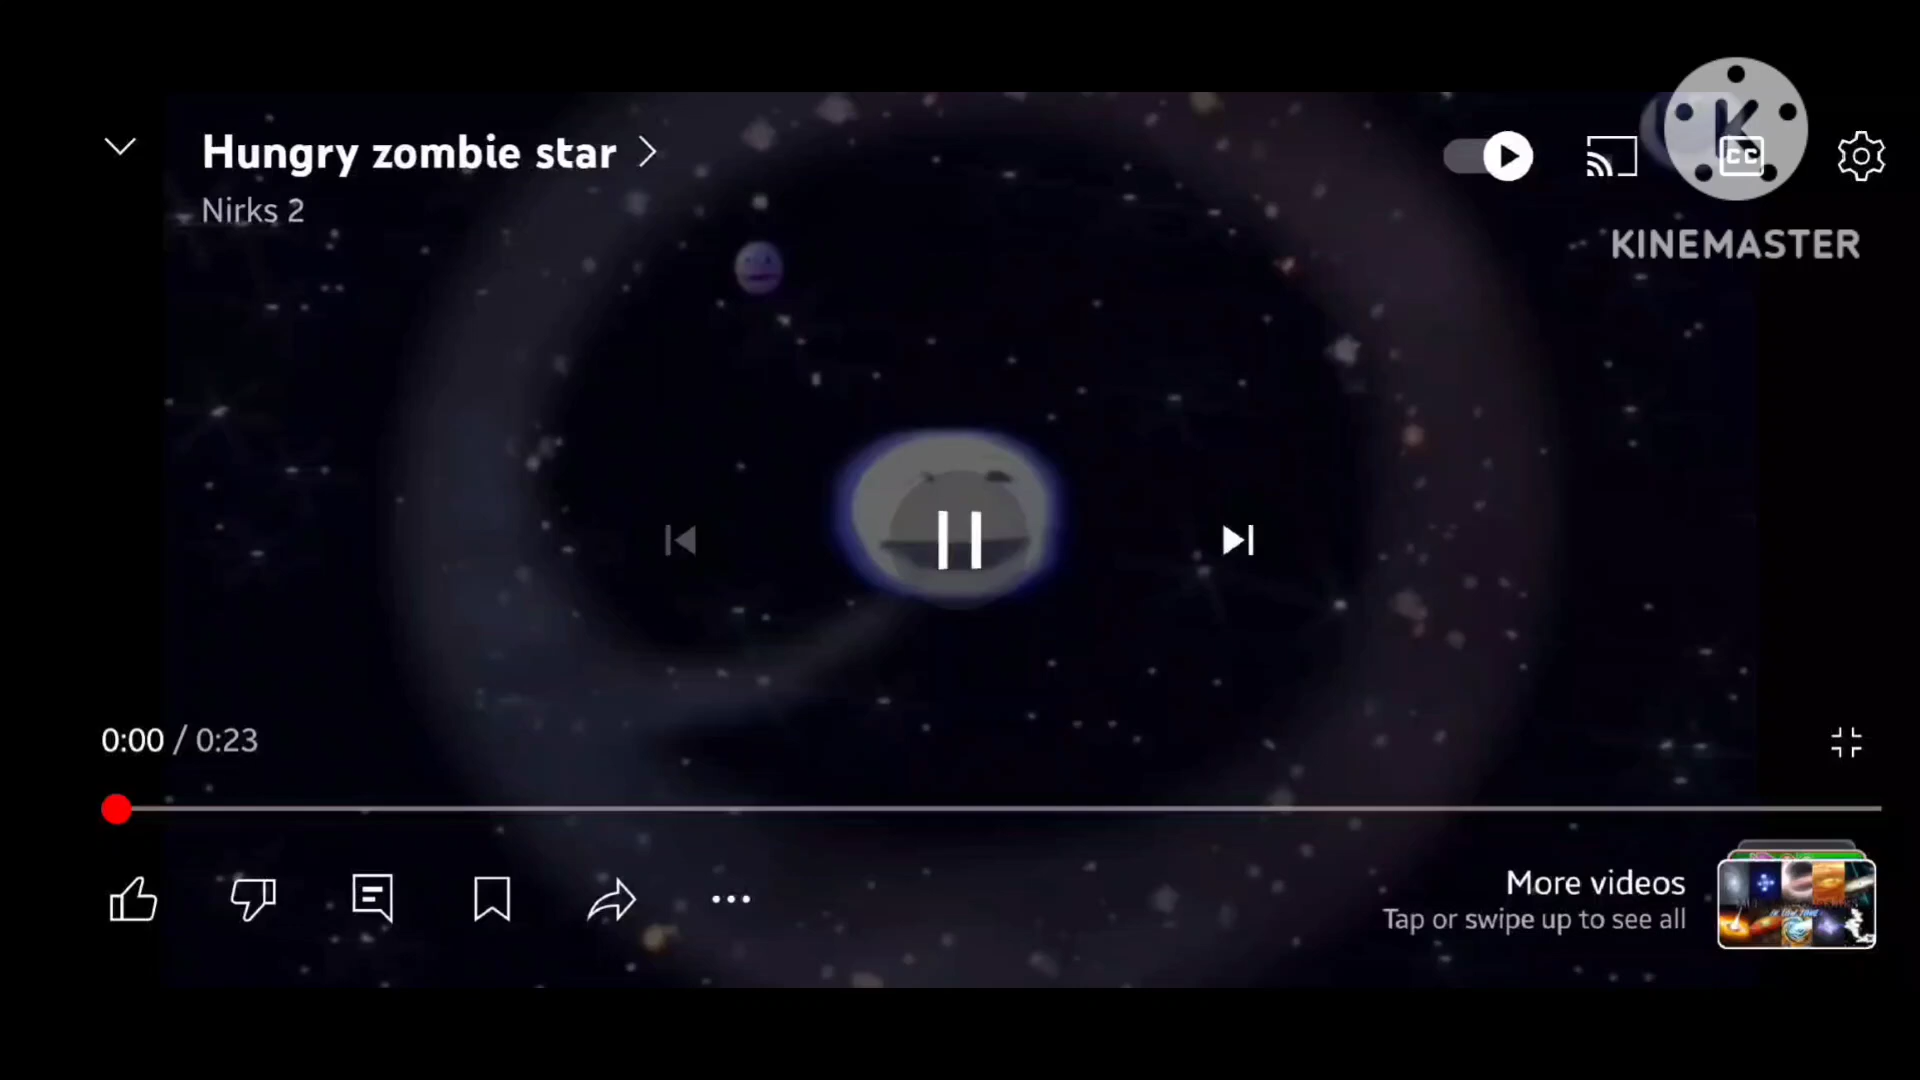 Hungry zombie star
Nirks 2
K
CC
KINEMASTER
0:00 / 0:23
More videos
Tap or swipe up to see all